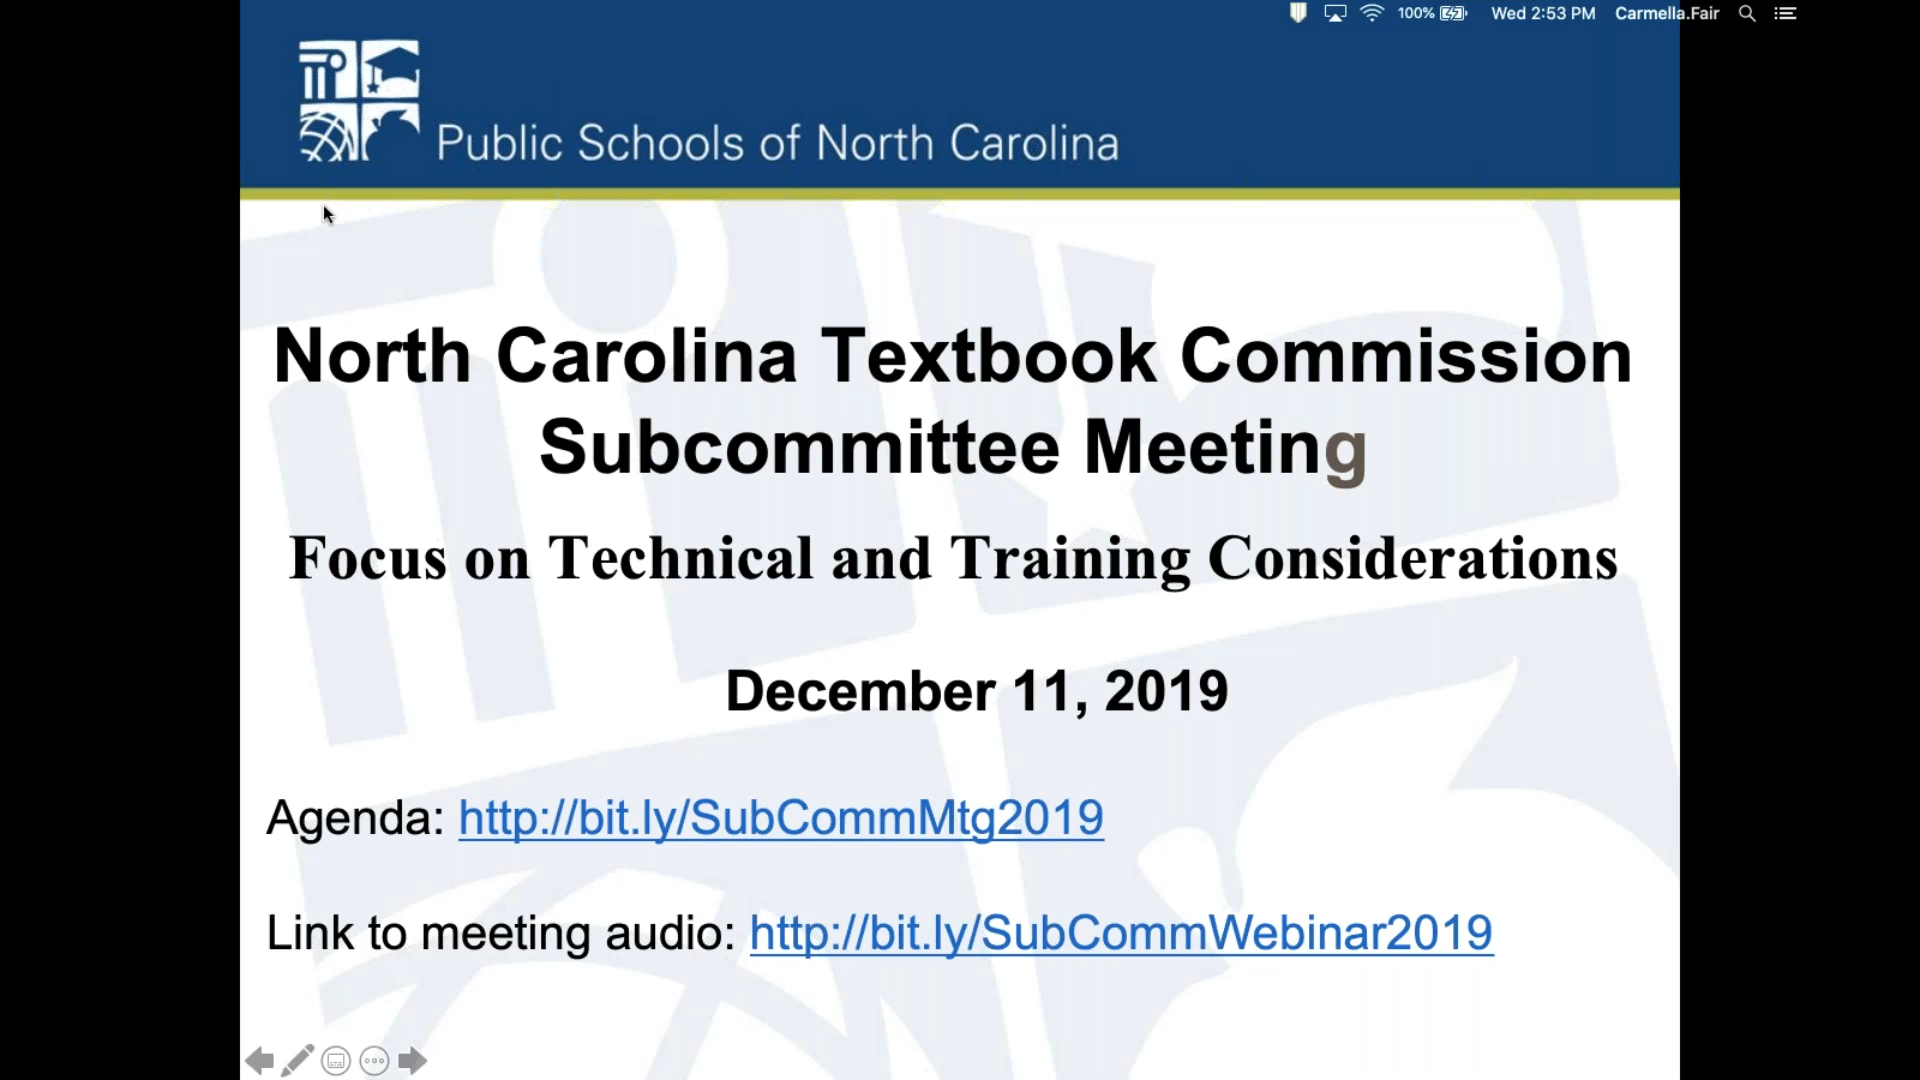 100% Wed 2:53 PM Carmella.Fair
Public Schools of North Carolina
North Carolina Textbook Commission
Subcommittee Meeting
Focus on Technical and Training Considerations
December 11, 2019
Agenda: http://bit.ly/SubCommMtg2019
Link to meeting audio: http://bit.ly/SubCommWebinar2019